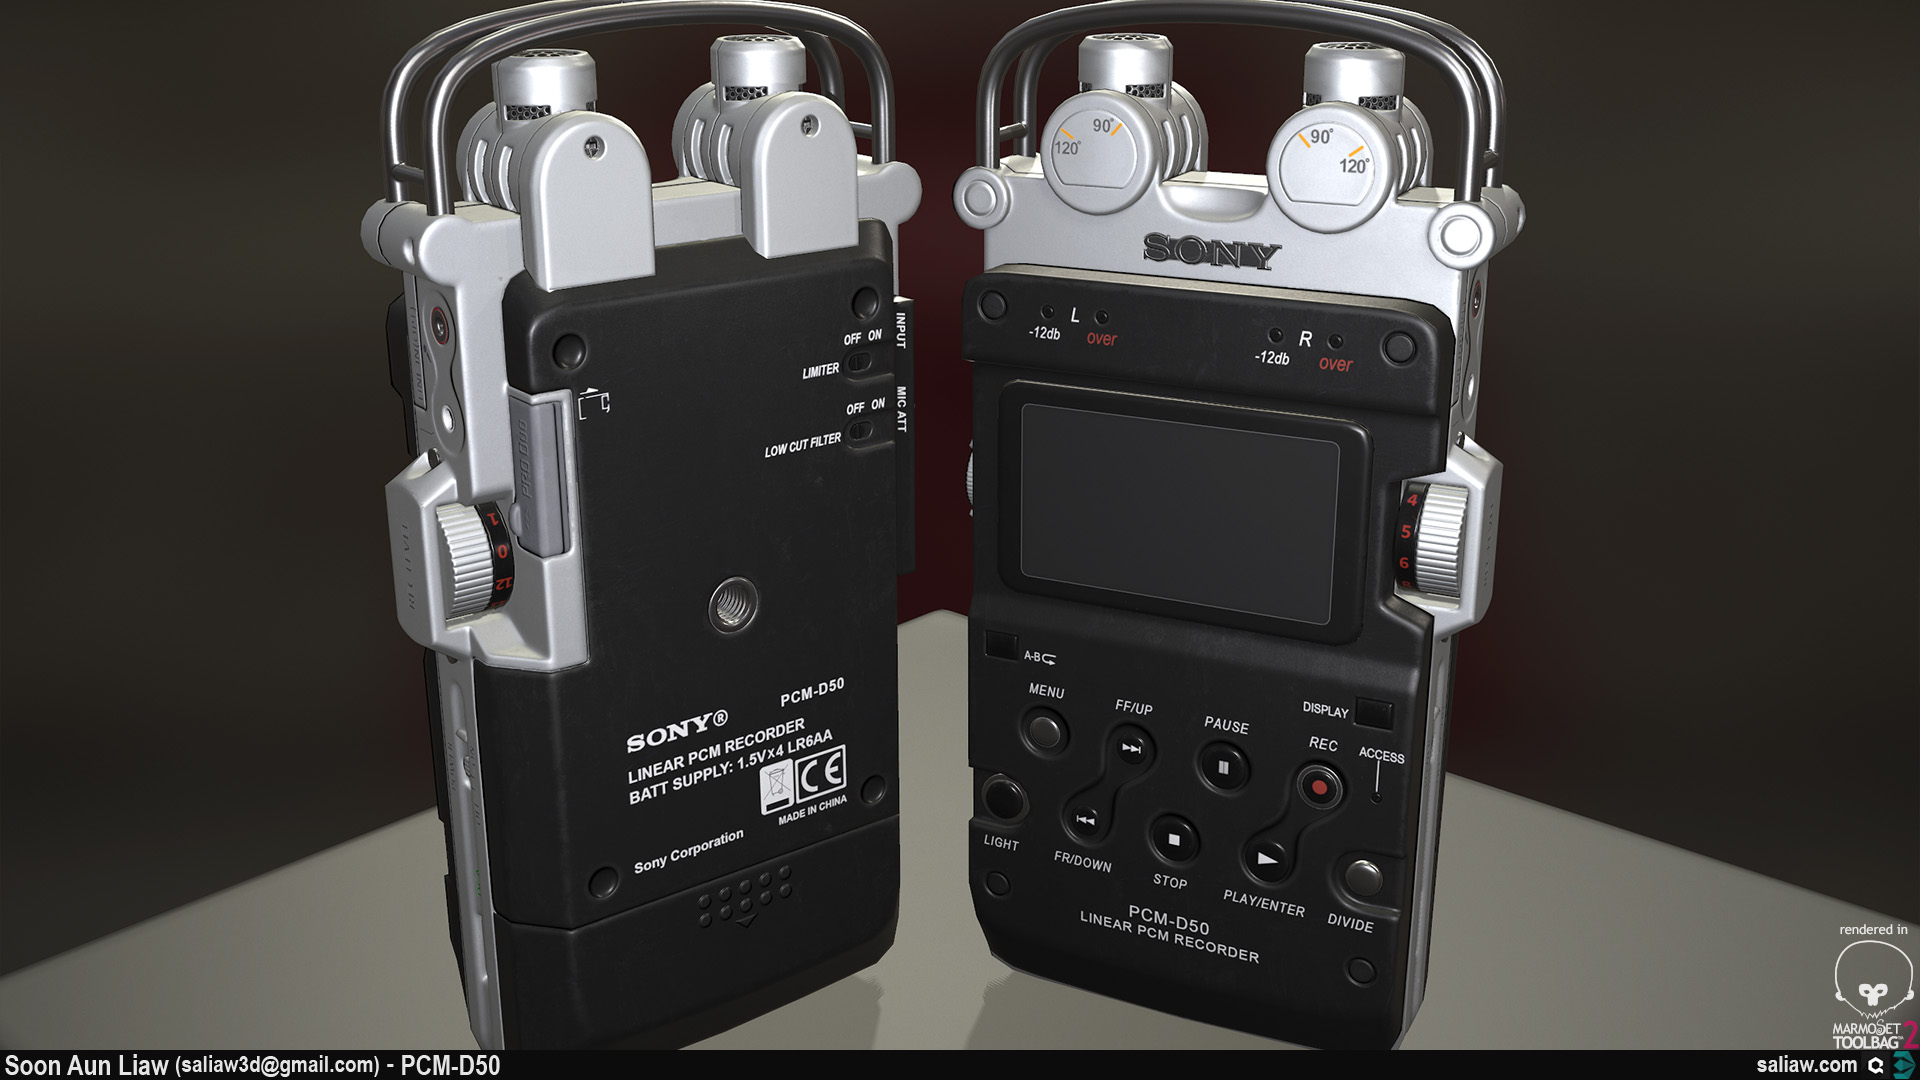 OFF ON
LIMITER
OFF ON
LOW CUT FILTER
INPUT
MIC ATT
1
0
12
PCM-D50
SONY®
LINEAR PCM RECORDER
BATT SUPPLY: 1.5Vx4 LR6AA
CE
MADE IN CHINA
Sony Corporation
90°
120°
90°
120°
SONY
L
-12db over
R
-12db over
4
5
6
A-B
MENU
FF/UP
PAUSE
DISPLAY
REC
ACCESS
LIGHT
FR/DOWN
STOP
PLAY/ENTER
DIVIDE
PCM-D50
LINEAR PCM RECORDER
rendered in
MARMOSET
TOOLBAG 2
Soon Aun Liaw (saliaw3d@gmail.com) - PCM-D50
saliaw.com